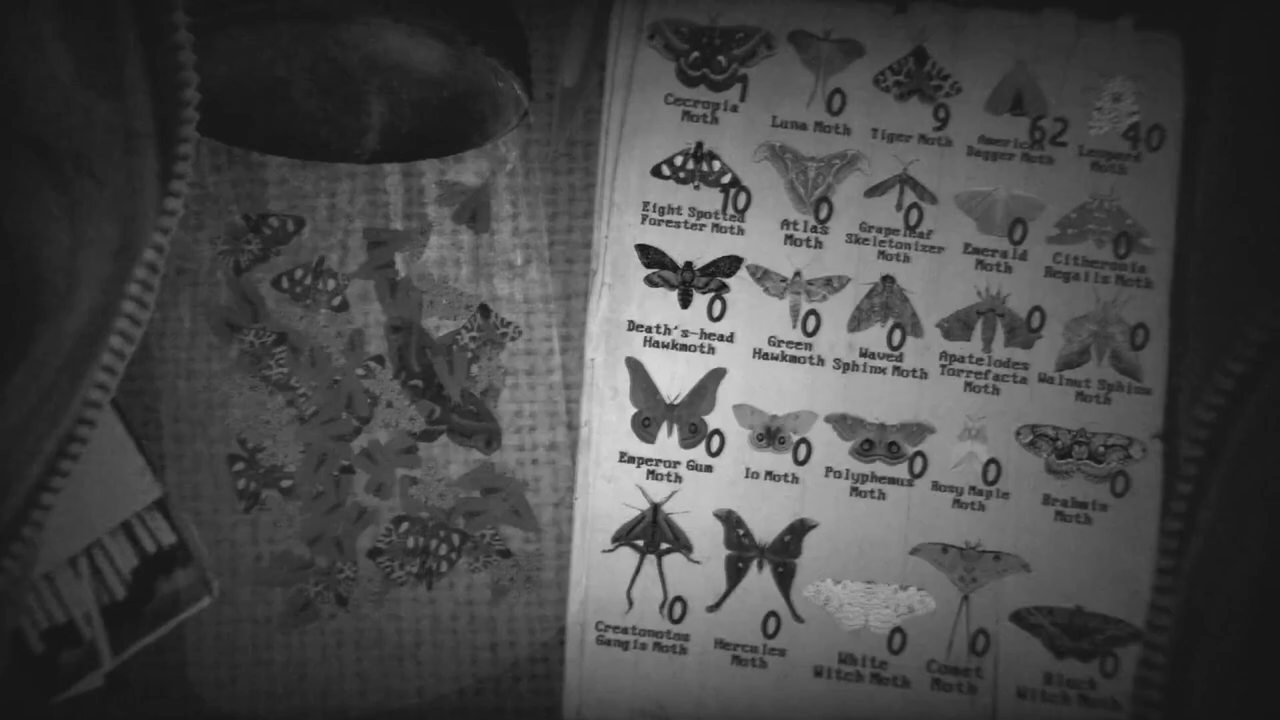 1 0 9 62 40
Cecropia Moth
Luna Moth
Tiger Moth
American Dagger Moth
Leopard Moth
10 0 0 0 0
Eight Spotted Forester Moth
Atlas Moth
Grapeleaf Skeletonizer Moth
Emerald Moth
Citheronia Regalis Moth
0 0 0 0 0
Death's-head Hawkmoth
Green Hawkmoth
Waved Sphinx Moth
Apatelodes Torrefacta Moth
Walnut Sphinx Moth
0 0 0 0 0
Emperor Gum Moth
Io Moth
Polyphemus Moth
Rosy Maple Moth
Brahmin Moth
0 0 0 0 0
Creatonotos Gangis Moth
Hercules Moth
White Witch Moth
Comet Moth
Black Witch Moth